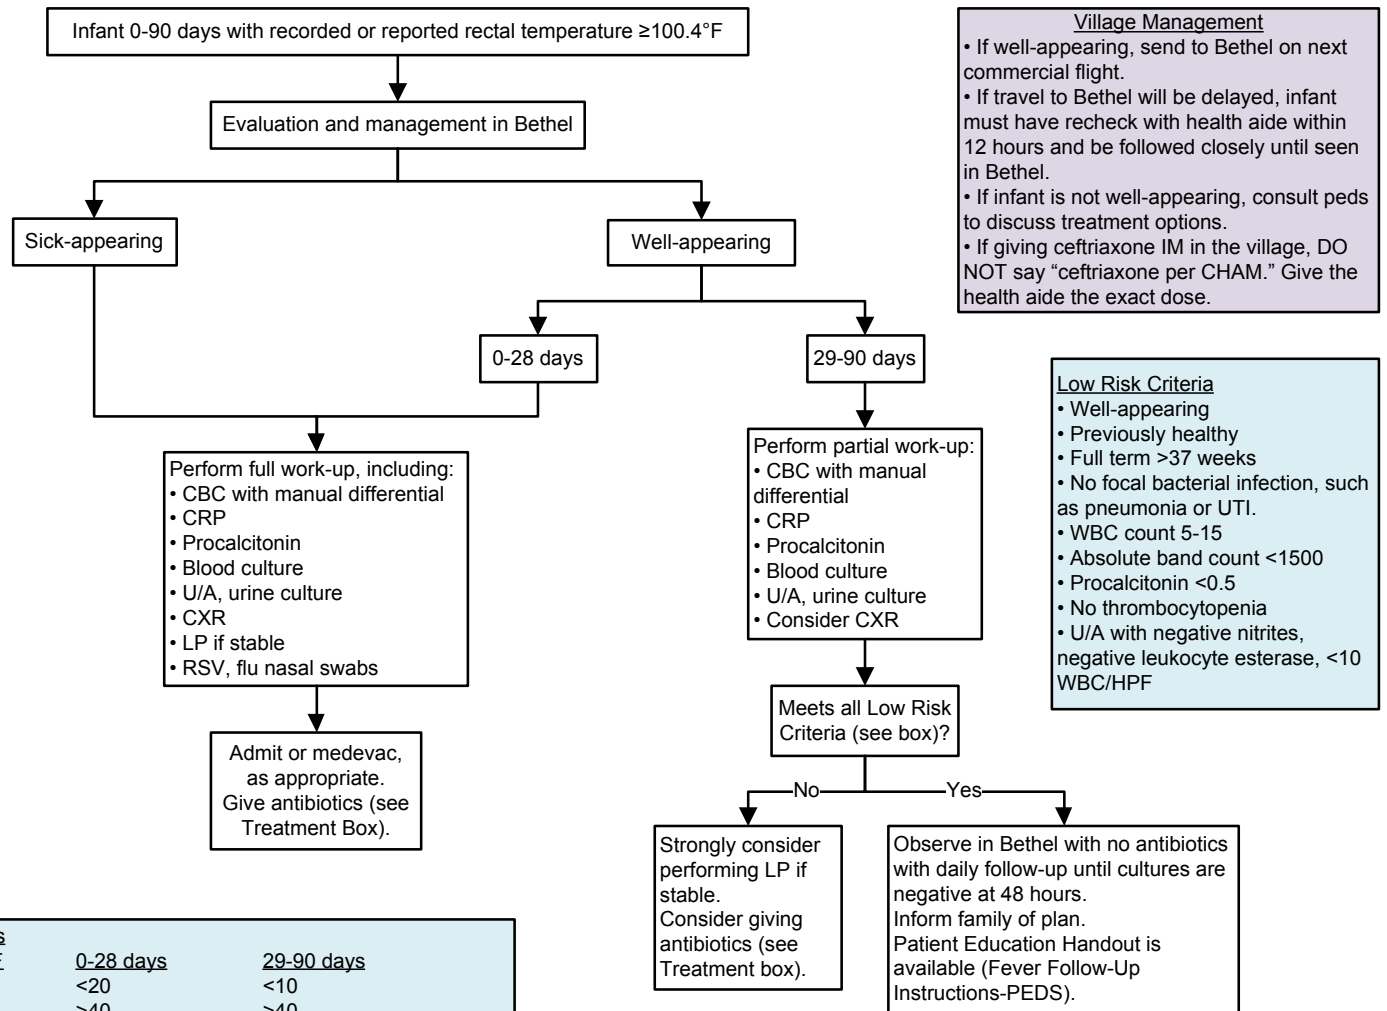 Infant 0-90 days with recorded or reported rectal temperature ≥100.4°F
Evaluation and management in Bethel
Sick-appearing
Well-appearing
0-28 days
29-90 days
Perform full work-up, including:
• CBC with manual differential
• CRP
• Procalcitonin
• Blood culture
• U/A, urine culture
• CXR
• LP if stable
• RSV, flu nasal swabs
Admit or medevac,
as appropriate.
Give antibiotics (see
Treatment Box).
Perform partial work-up:
• CBC with manual
differential
• CRP
• Procalcitonin
• Blood culture
• U/A, urine culture
• Consider CXR
Meets all Low Risk
Criteria (see box)?
No
Yes
Strongly consider
performing LP if
stable.
Consider giving
antibiotics (see
Treatment box).
Observe in Bethel with no antibiotics
with daily follow-up until cultures are
negative at 48 hours.
Inform family of plan.
Patient Education Handout is
available (Fever Follow-Up
Instructions-PEDS).
Village Management
• If well-appearing, send to Bethel on next
commercial flight.
• If travel to Bethel will be delayed, infant
must have recheck with health aide within
12 hours and be followed closely until seen
in Bethel.
• If infant is not well-appearing, consult peds
to discuss treatment options.
• If giving ceftriaxone IM in the village, DO
NOT say “ceftriaxone per CHAM.” Give the
health aide the exact dose.
Low Risk Criteria
• Well-appearing
• Previously healthy
• Full term >37 weeks
• No focal bacterial infection, such
as pneumonia or UTI.
• WBC count 5-15
• Absolute band count <1500
• Procalcitonin <0.5
• No thrombocytopenia
• U/A with negative nitrites,
negative leukocyte esterase, <10
WBC/HPF
0-28 days 29-90 days
<20 <10
>40 >40